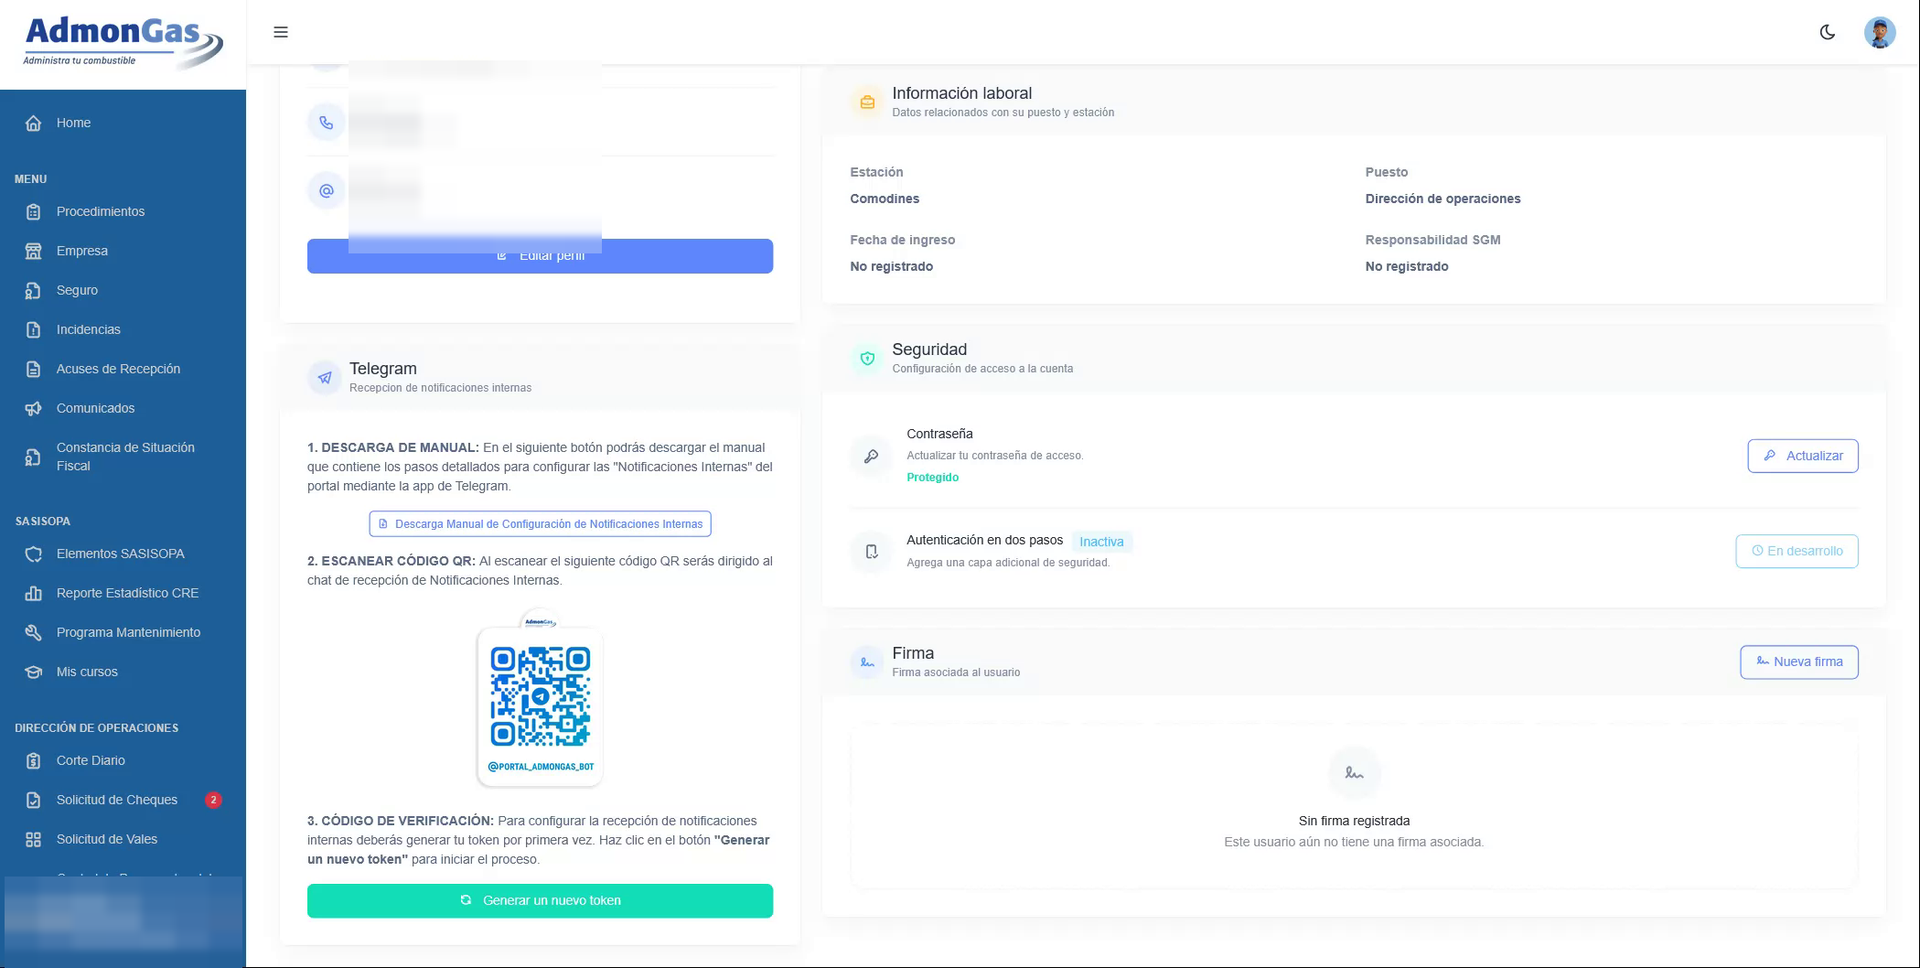 AdmonGas
Administra tu combustible
Home
MENU
Procedimientos
Empresa
Seguro
Incidencias
Acuses de Recepción
Comunicados
Constancia de Situación
Fiscal
SASISOPA
Elementos SASISOPA
Reporte Estadístico CRE
Programa Mantenimiento
Mis cursos
DIRECCIÓN DE OPERACIONES
Corte Diario
Solicitud de Cheques 2
Solicitud de Vales
Editar perfil
Telegram
Recepcion de notificaciones internas
1. DESCARGA DE MANUAL: En el siguiente botón podrás descargar el manual
que contiene los pasos detallados para configurar las "Notificaciones Internas" del
portal mediante la app de Telegram.
Descarga Manual de Configuración de Notificaciones Internas
2. ESCANEAR CÓDIGO QR: Al escanear el siguiente código QR serás dirigido al
chat de recepción de Notificaciones Internas.
AdmonGas
@PORTAL_ADMONGAS_BOT
3. CÓDIGO DE VERIFICACIÓN: Para configurar la recepción de notificaciones
internas deberás generar tu token por primera vez. Haz clic en el botón "Generar
un nuevo token" para iniciar el proceso.
Generar un nuevo token
Información laboral
Datos relacionados con su puesto y estación
Estación
Comodines
Puesto
Dirección de operaciones
Fecha de ingreso
No registrado
Responsabilidad SGM
No registrado
Seguridad
Configuración de acceso a la cuenta
Contraseña
Actualizar tu contraseña de acceso.
Protegido
Actualizar
Autenticación en dos pasos Inactiva
Agrega una capa adicional de seguridad.
En desarrollo
Firma
Firma asociada al usuario
Nueva firma
Sin firma registrada
Este usuario aún no tiene una firma asociada.